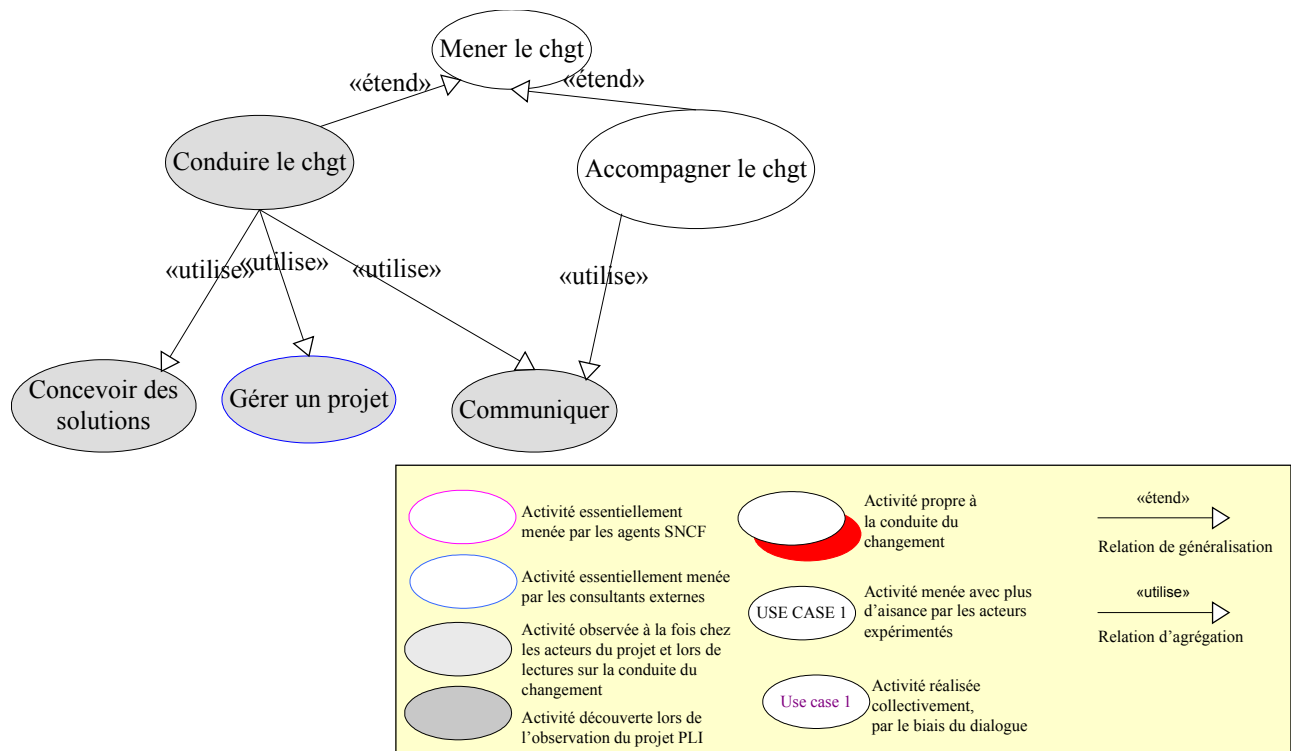 Mener le chgt
«étend»
«étend»
Conduire le chgt
Accompagner le chgt
«utilise»
«utilise»
«utilise»
«utilise»
Concevoir des
solutions
Gérer un projet
Communiquer
Activité essentiellement
menée par les agents SNCF
Activité essentiellement menée
par les consultants externes
Activité observée à la fois chez
les acteurs du projet et lors de
lectures sur la conduite du
changement
Activité découverte lors de
l’observation du projet PLI
Activité propre à
la conduite du
changement
USE CASE 1
Activité menée avec plus
d’aisance par les acteurs
expérimentés
Use case 1
Activité réalisée
collectivement,
par le biais du dialogue
«étend»
Relation de généralisation
«utilise»
Relation d’agrégation